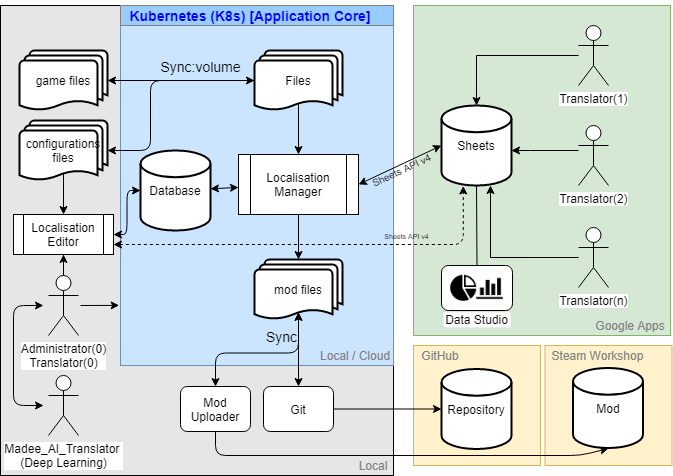 Kubernetes (K8s) [Application Core]
game files
Sync:volume
Files
Translator(1)
configurations
files
Sheets
Localisation
Manager
Sheets API v4
Database
Translator(2)
Localisation
Editor
Sheets API v4
mod files
Translator(n)
Data Studio
Google Apps
Administrator(0)
Translator(0)
Sync
Local / Cloud
GitHub
Steam Workshop
Mod
Uploader
Git
Repository
Mod
Madee_AI_Translator
(Deep Learning)
Local